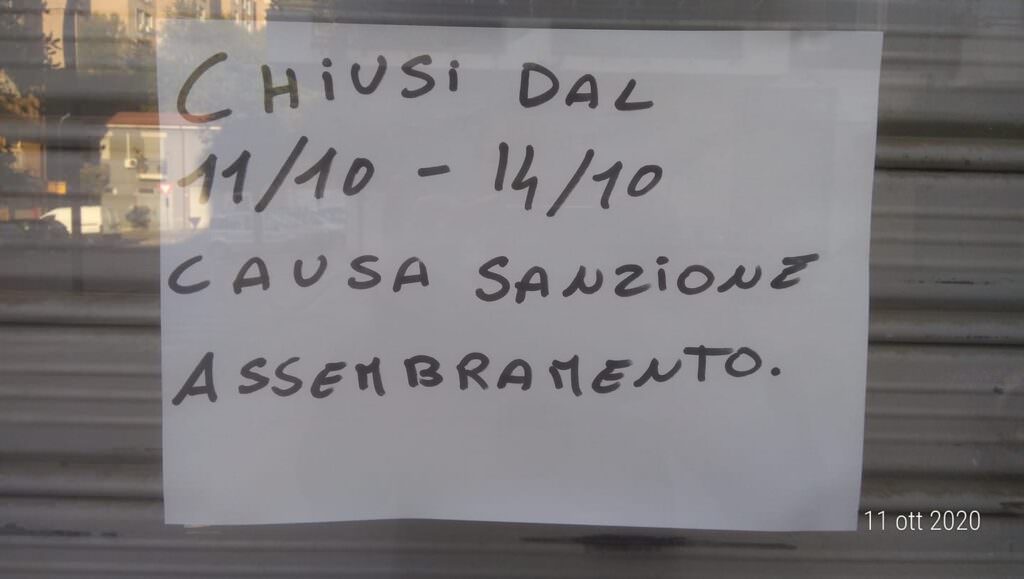 CHiUSi DAL
11/10 - 14/10
CAUSA SANZiONE
ASSEMBRAMENTO.
11 ott 2020